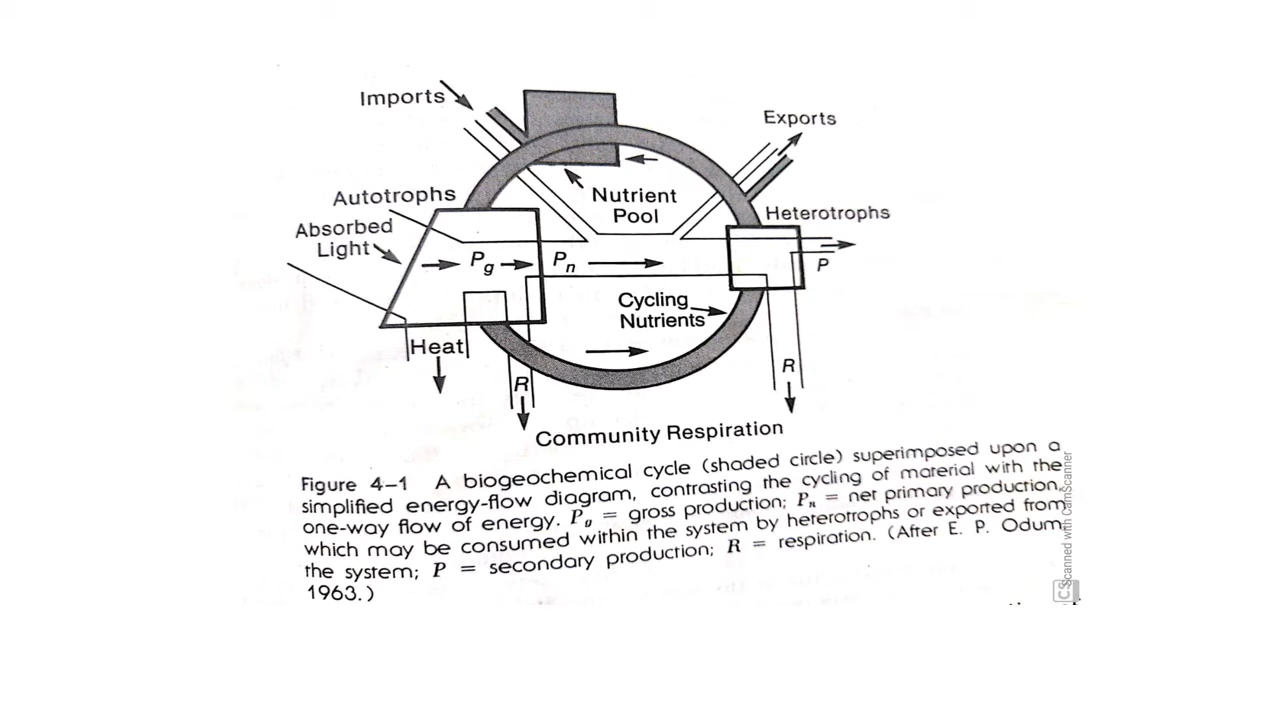 Imports
Exports
Autotrophs
Nutrient
Pool
Heterotrophs
Absorbed
Light
Pg
Pn
P
Cycling
Nutrients
Heat
R
R
Community Respiration
Figure 4–1 A biogeochemical cycle (shaded circle) superimposed upon a
simplified energy-flow diagram, contrasting the cycling of material with the
one-way flow of energy. Pg = gross production; Pn = net primary production,
which may be consumed within the system by heterotrophs or exported from
the system; P = secondary production; R = respiration. (After E. P. Odum,
1963.)
CS Scanned with CamScanner